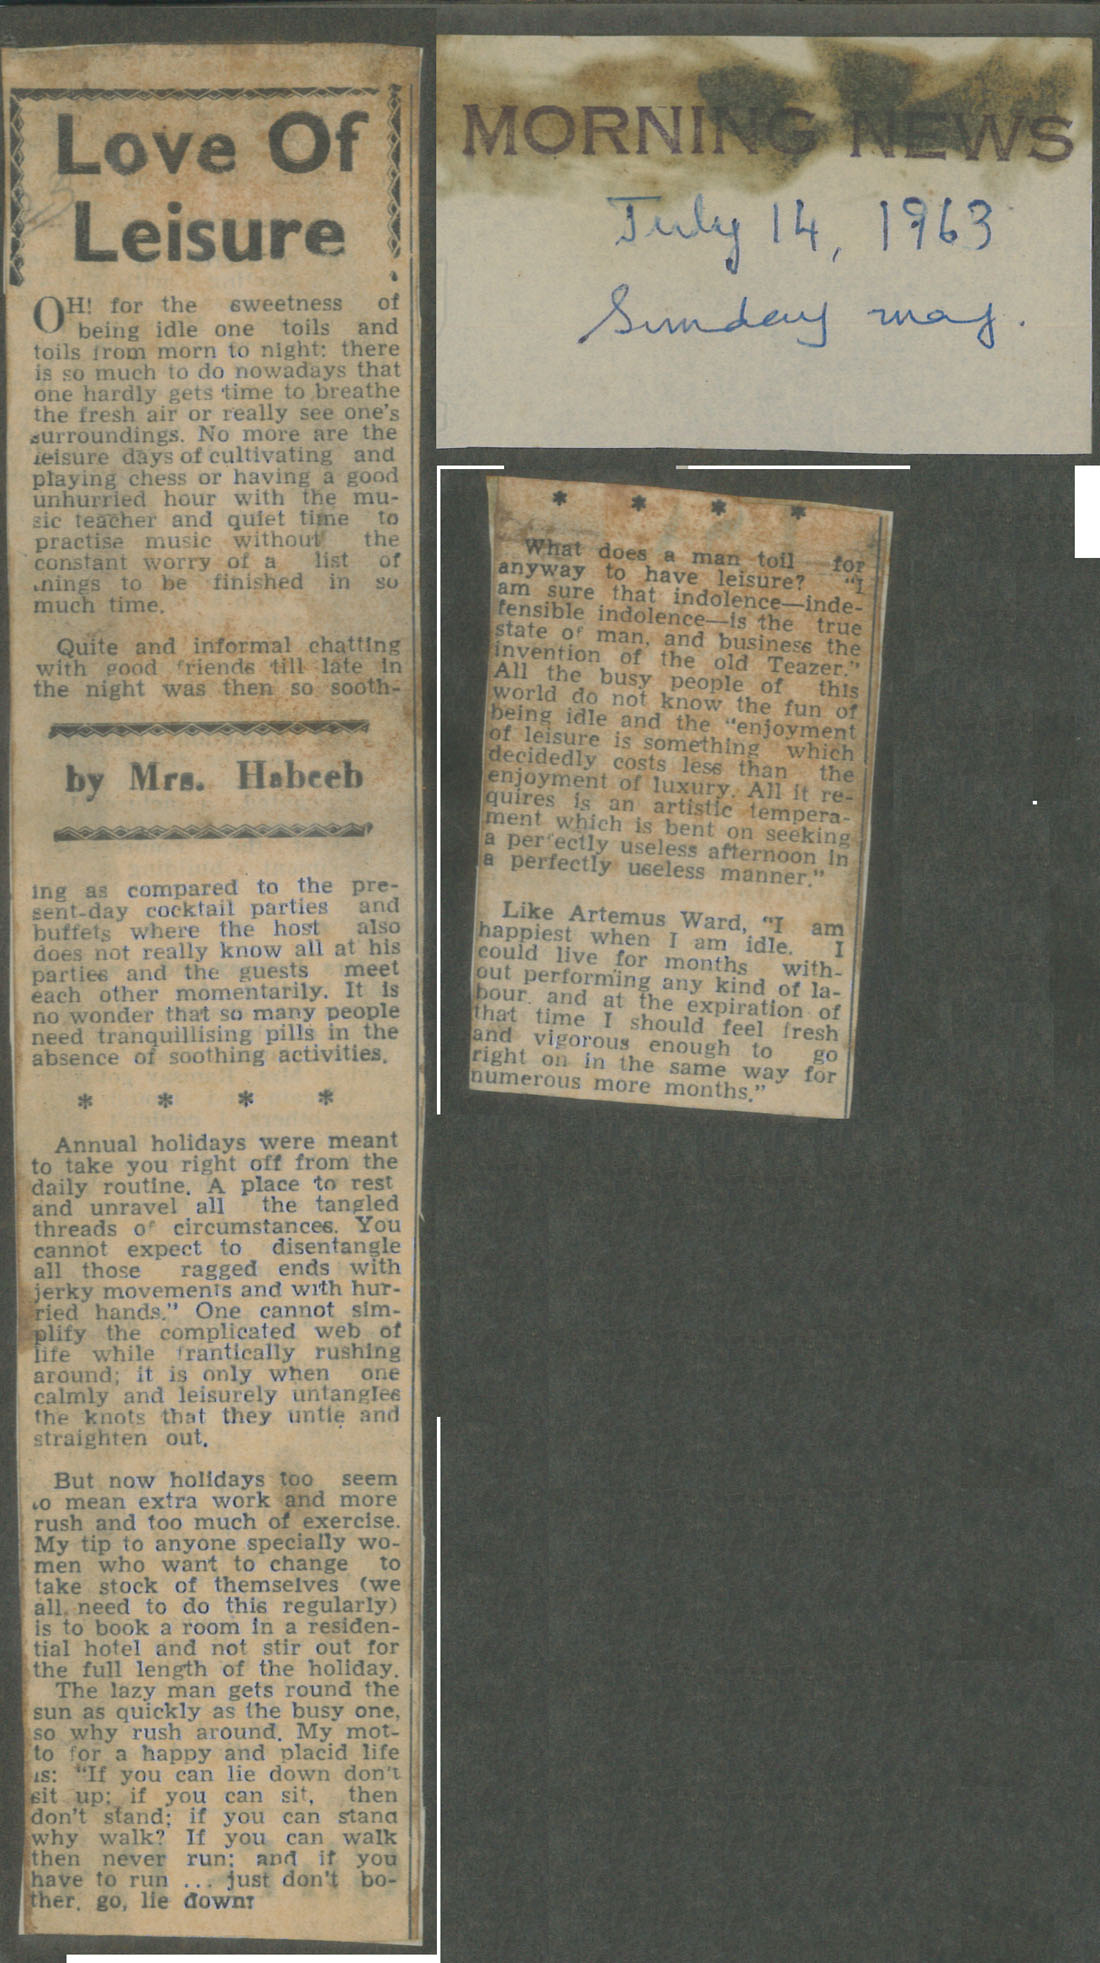 Love Of
Leisure
OH! for the sweetness of
being idle one toils and
toils from morn to night: there
is so much to do nowadays that
one hardly gets time to breathe
the fresh air or really see one's
surroundings. No more are the
leisure days of cultivating and
playing chess or having a good
unhurried hour with the mu-
sic teacher and quiet time to
practise music without the
constant worry of a list of
things to be finished in so
much time.
Quite and informal chatting
with good friends till late in
the night was then so sooth-
by Mrs. Habeeb
ing as compared to the pre-
sent-day cocktail parties and
buffets where the host also
does not really know all at his
parties and the guests meet
each other momentarily. It is
no wonder that so many people
need tranquillising pills in the
absence of soothing activities.
* * * *
Annual holidays were meant
to take you right off from the
daily routine. A place to rest
and unravel all the tangled
threads of circumstances. You
cannot expect to disentangle
all those ragged ends with
jerky movements and with hur-
ried hands." One cannot sim-
plify the complicated web of
life while frantically rushing
around; it is only when one
calmly and leisurely untangles
the knots that they untie and
straighten out.
But now holidays too seem
to mean extra work and more
rush and too much of exercise.
My tip to anyone specially wo-
men who want to change to
take stock of themselves (we
all need to do this regularly)
is to book a room in a residen-
tial hotel and not stir out for
the full length of the holiday.
The lazy man gets round the
sun as quickly as the busy one,
so why rush around. My mot-
to for a happy and placid life
is: "If you can lie down don't
sit up; if you can sit, then
don't stand; if you can stand
why walk? If you can walk
then never run; and if you
have to run ... just don't bo-
ther, go, lie down!
MORNING NEWS
July 14, 1963
Sunday mag.
* * * *
What does a man toil for
anyway to have leisure? "I
am sure that indolence—inde-
fensible indolence—is the true
state of man, and business the
invention of the old Teazer."
All the busy people of this
world do not know the fun of
being idle and the "enjoyment
of leisure is something which
decidedly costs less than the
enjoyment of luxury. All it re-
quires is an artistic tempera-
ment which is bent on seeking
a perfectly useless afternoon in
a perfectly useless manner."
Like Artemus Ward, "I am
happiest when I am idle. I
could live for months with-
out performing any kind of la-
bour, and at the expiration of
that time I should feel fresh
and vigorous enough to go
right on in the same way for
numerous more months."